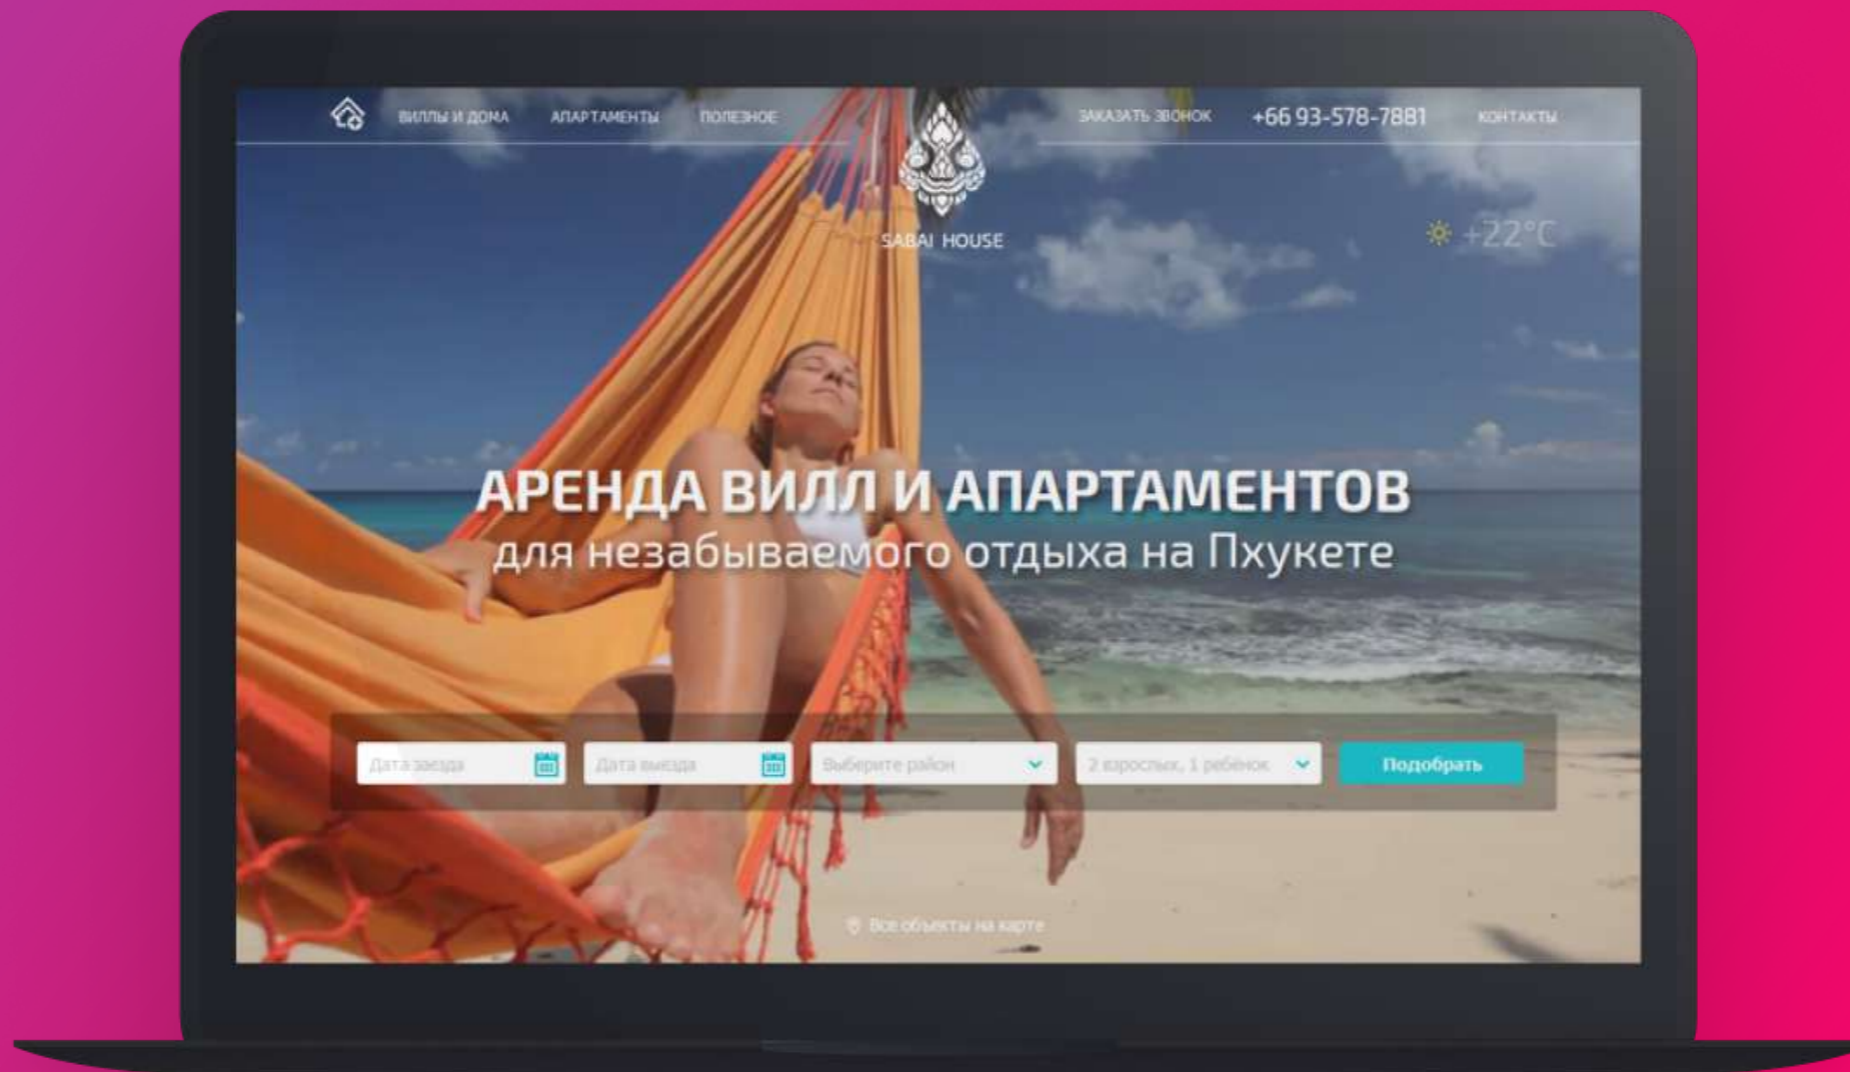 ВИЛЛЫ И ДОМА АПАРТАМЕНТЫ ПОЛЕЗНОЕ ЗАКАЗАТЬ ЗВОНОК +66 93-578-7881 КОНТАКТЫ
SABAI HOUSE
+22°C
АРЕНДА ВИЛЛ И АПАРТАМЕНТОВ
для незабываемого отдыха на Пхукете
Дата заезда Дата выезда Выберите район 2 взрослых, 1 ребёнок Подобрать
Все объекты на карте